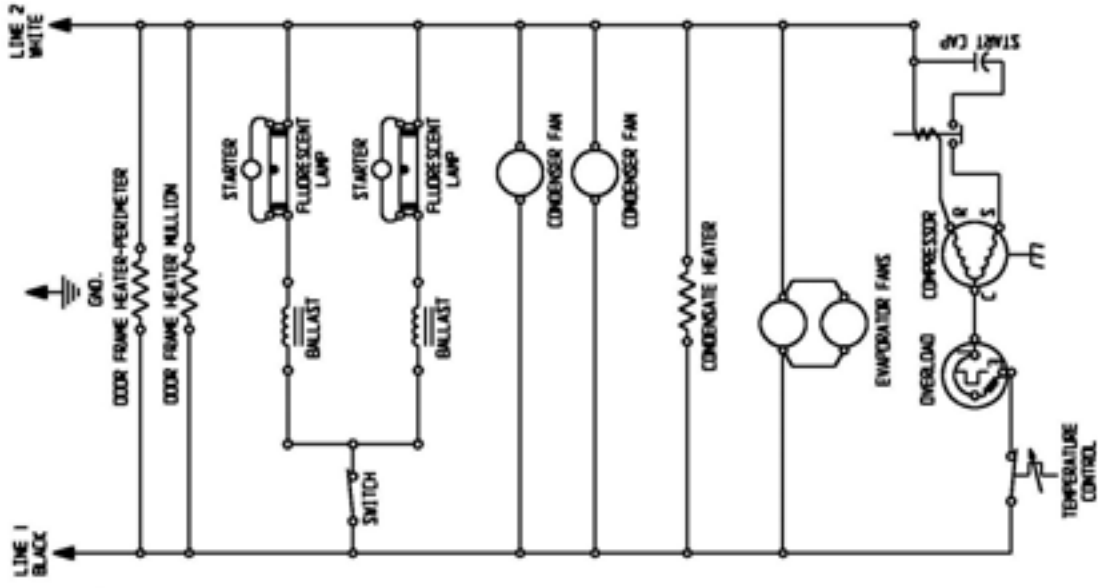 LINE 2
WHITE
LINE 1
BLACK
GND.
DOOR FRAME HEATER-PERIMETER
DOOR FRAME HEATER MULLION
STARTER
FLUORESCENT
LAMP
BALLAST
SWITCH
STARTER
FLUORESCENT
LAMP
BALLAST
CONDENSER FAN
CONDENSER FAN
CONDENSATE HEATER
EVAPORATOR FANS
START CAP
COMPRESSOR
R
S
C
OVERLOAD
TEMPERATURE
CONTROL